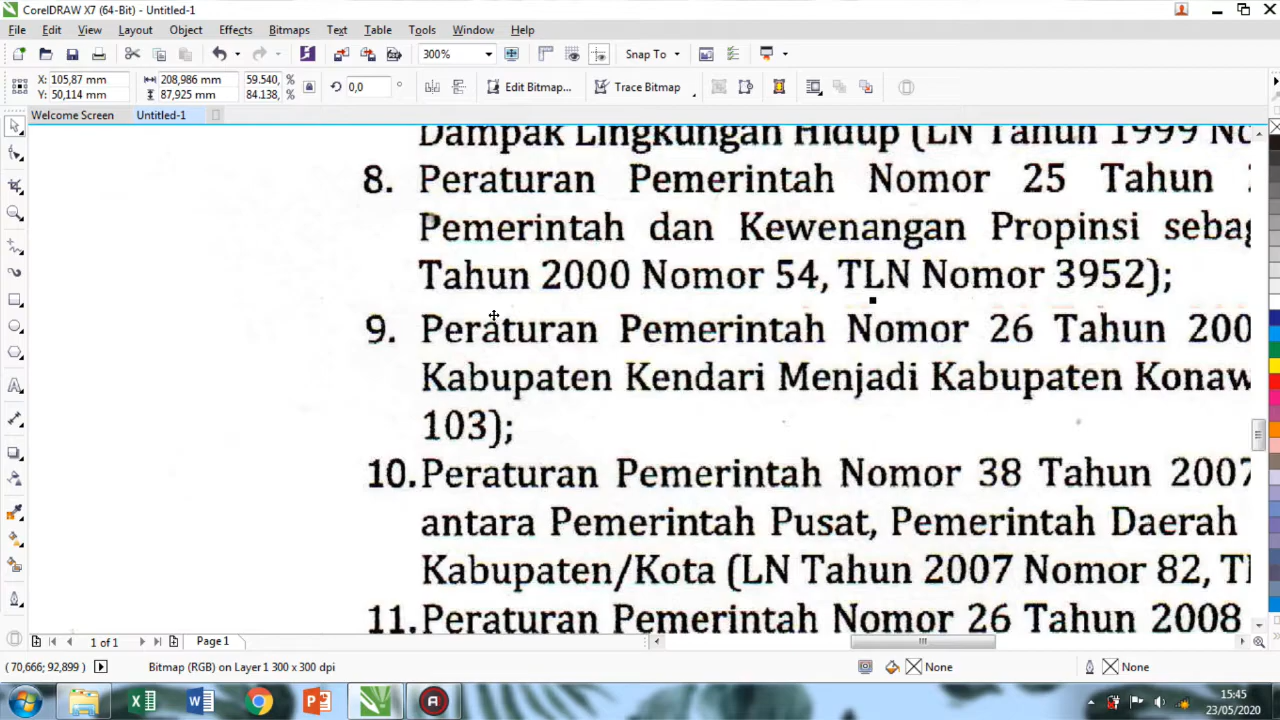 CorelDRAW X7 (64-Bit) - Untitled-1
File Edit View Layout Object Effects Bitmaps Text Table Tools Window Help
300% Snap To
X: 105,87 mm 208,986 mm 59.540, %
Y: 50,114 mm 87,925 mm 84.138, %
0,0 ° Edit Bitmap... Trace Bitmap
Welcome Screen Untitled-1
Dampak Lingkungan Hidup (LN Tahun 1999 No
8. Peraturan Pemerintah Nomor 25 Tahun
Pemerintah dan Kewenangan Propinsi sebag
Tahun 2000 Nomor 54, TLN Nomor 3952);
9. Peraturan Pemerintah Nomor 26 Tahun 200
Kabupaten Kendari Menjadi Kabupaten Konaw
103);
10. Peraturan Pemerintah Nomor 38 Tahun 2007
antara Pemerintah Pusat, Pemerintah Daerah
Kabupaten/Kota (LN Tahun 2007 Nomor 82, Tl
11. Peraturan Pemerintah Nomor 26 Tahun 2008
1 of 1 Page 1
(70,666; 92,899) Bitmap (RGB) on Layer 1 300 x 300 dpi None None
15:45
23/05/2020